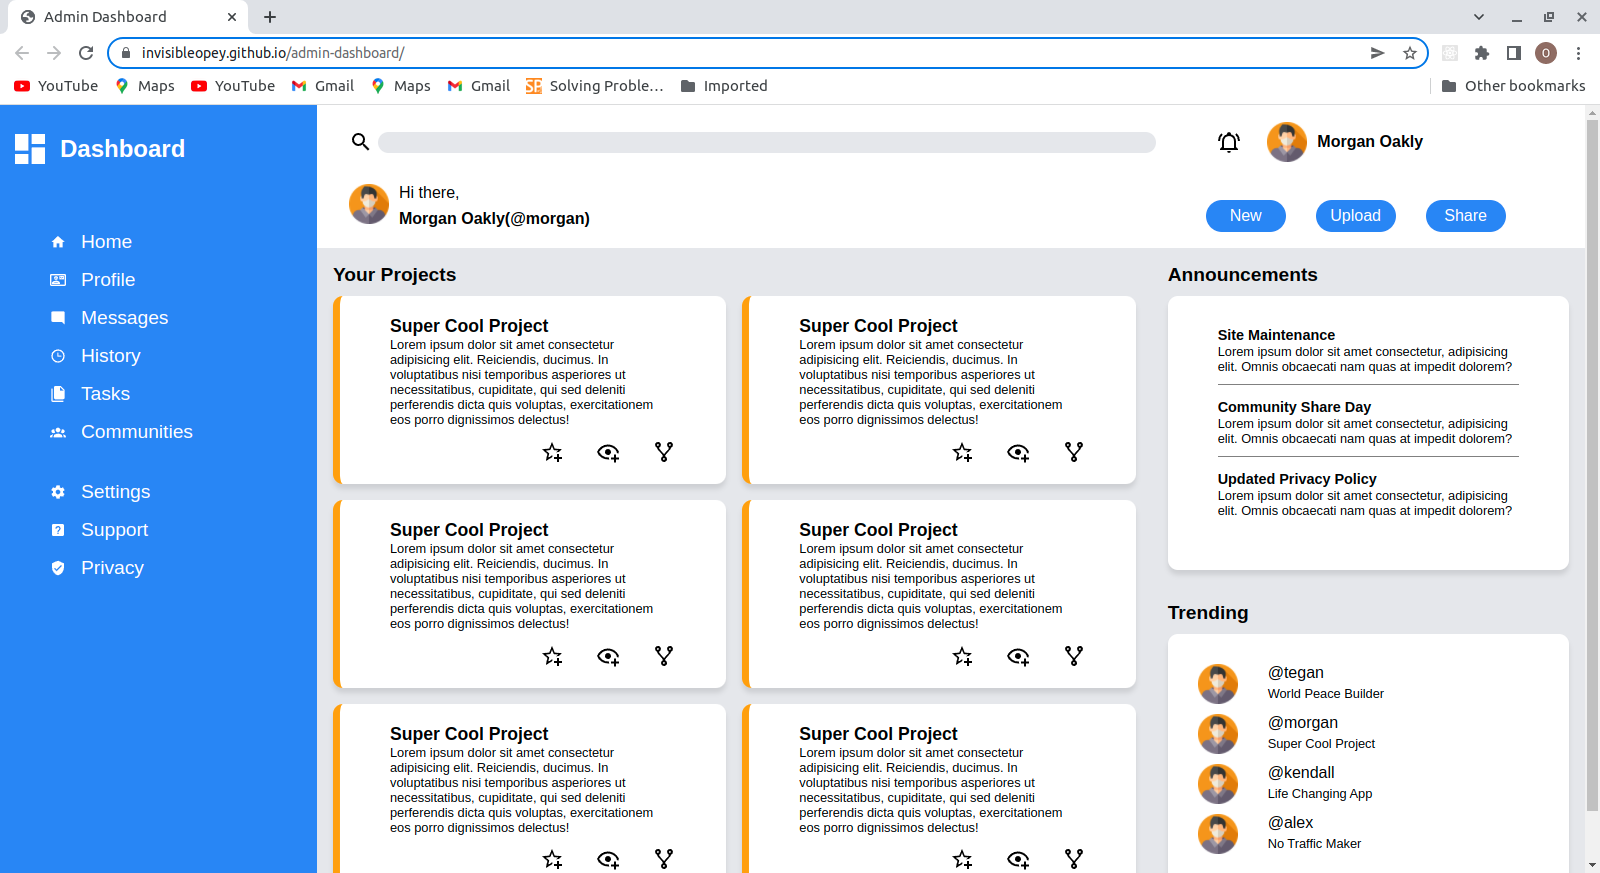 Admin Dashboard
invisibleopey.github.io/admin-dashboard/
O
YouTube
Maps
YouTube
Gmail
Maps
Gmail
SP
Solving Proble...
Imported
Other bookmarks
Dashboard
Home
Profile
Messages
History
Tasks
Communities
Settings
Support
Privacy
Morgan Oakly
Hi there,
Morgan Oakly(@morgan)
New
Upload
Share
Your Projects
Super Cool Project
Lorem ipsum dolor sit amet consectetur
adipisicing elit. Reiciendis, ducimus. In
voluptatibus nisi temporibus asperiores ut
necessitatibus, cupiditate, qui sed deleniti
perferendis dicta quis voluptas, exercitationem
eos porro dignissimos delectus!
Super Cool Project
Lorem ipsum dolor sit amet consectetur
adipisicing elit. Reiciendis, ducimus. In
voluptatibus nisi temporibus asperiores ut
necessitatibus, cupiditate, qui sed deleniti
perferendis dicta quis voluptas, exercitationem
eos porro dignissimos delectus!
Super Cool Project
Lorem ipsum dolor sit amet consectetur
adipisicing elit. Reiciendis, ducimus. In
voluptatibus nisi temporibus asperiores ut
necessitatibus, cupiditate, qui sed deleniti
perferendis dicta quis voluptas, exercitationem
eos porro dignissimos delectus!
Super Cool Project
Lorem ipsum dolor sit amet consectetur
adipisicing elit. Reiciendis, ducimus. In
voluptatibus nisi temporibus asperiores ut
necessitatibus, cupiditate, qui sed deleniti
perferendis dicta quis voluptas, exercitationem
eos porro dignissimos delectus!
Super Cool Project
Lorem ipsum dolor sit amet consectetur
adipisicing elit. Reiciendis, ducimus. In
voluptatibus nisi temporibus asperiores ut
necessitatibus, cupiditate, qui sed deleniti
perferendis dicta quis voluptas, exercitationem
eos porro dignissimos delectus!
Super Cool Project
Lorem ipsum dolor sit amet consectetur
adipisicing elit. Reiciendis, ducimus. In
voluptatibus nisi temporibus asperiores ut
necessitatibus, cupiditate, qui sed deleniti
perferendis dicta quis voluptas, exercitationem
eos porro dignissimos delectus!
Announcements
Site Maintenance
Lorem ipsum dolor sit amet consectetur, adipisicing
elit. Omnis obcaecati nam quas at impedit dolorem?
Community Share Day
Lorem ipsum dolor sit amet consectetur, adipisicing
elit. Omnis obcaecati nam quas at impedit dolorem?
Updated Privacy Policy
Lorem ipsum dolor sit amet consectetur, adipisicing
elit. Omnis obcaecati nam quas at impedit dolorem?
Trending
@tegan
World Peace Builder
@morgan
Super Cool Project
@kendall
Life Changing App
@alex
No Traffic Maker